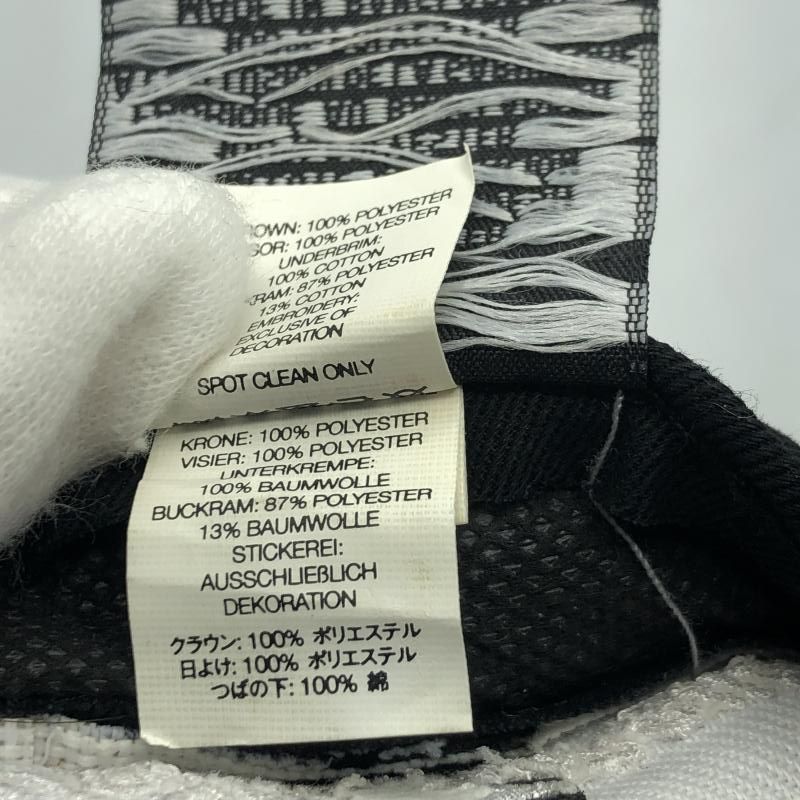 100% POLYESTER
100% POLYESTER
UNDERBRIM:
100% COTTON
87% POLYESTER
13% COTTON
EMBROIDERY:
EXCLUSIVE OF
DECORATION
SPOT CLEAN ONLY
KRONE: 100% POLYESTER
VISIER: 100% POLYESTER
UNTERKREMPE:
100% BAUMWOLLE
BUCKRAM: 87% POLYESTER
13% BAUMWOLLE
STICKEREI:
AUSSCHLIEßLICH
DEKORATION
クラウン: 100% ポリエステル
日よけ: 100% ポリエステル
つばの下: 100% 綿